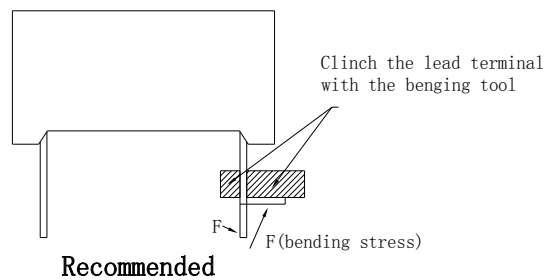 Clinch the lead terminal
with the benging tool
F
F(bending stress)
Recommended